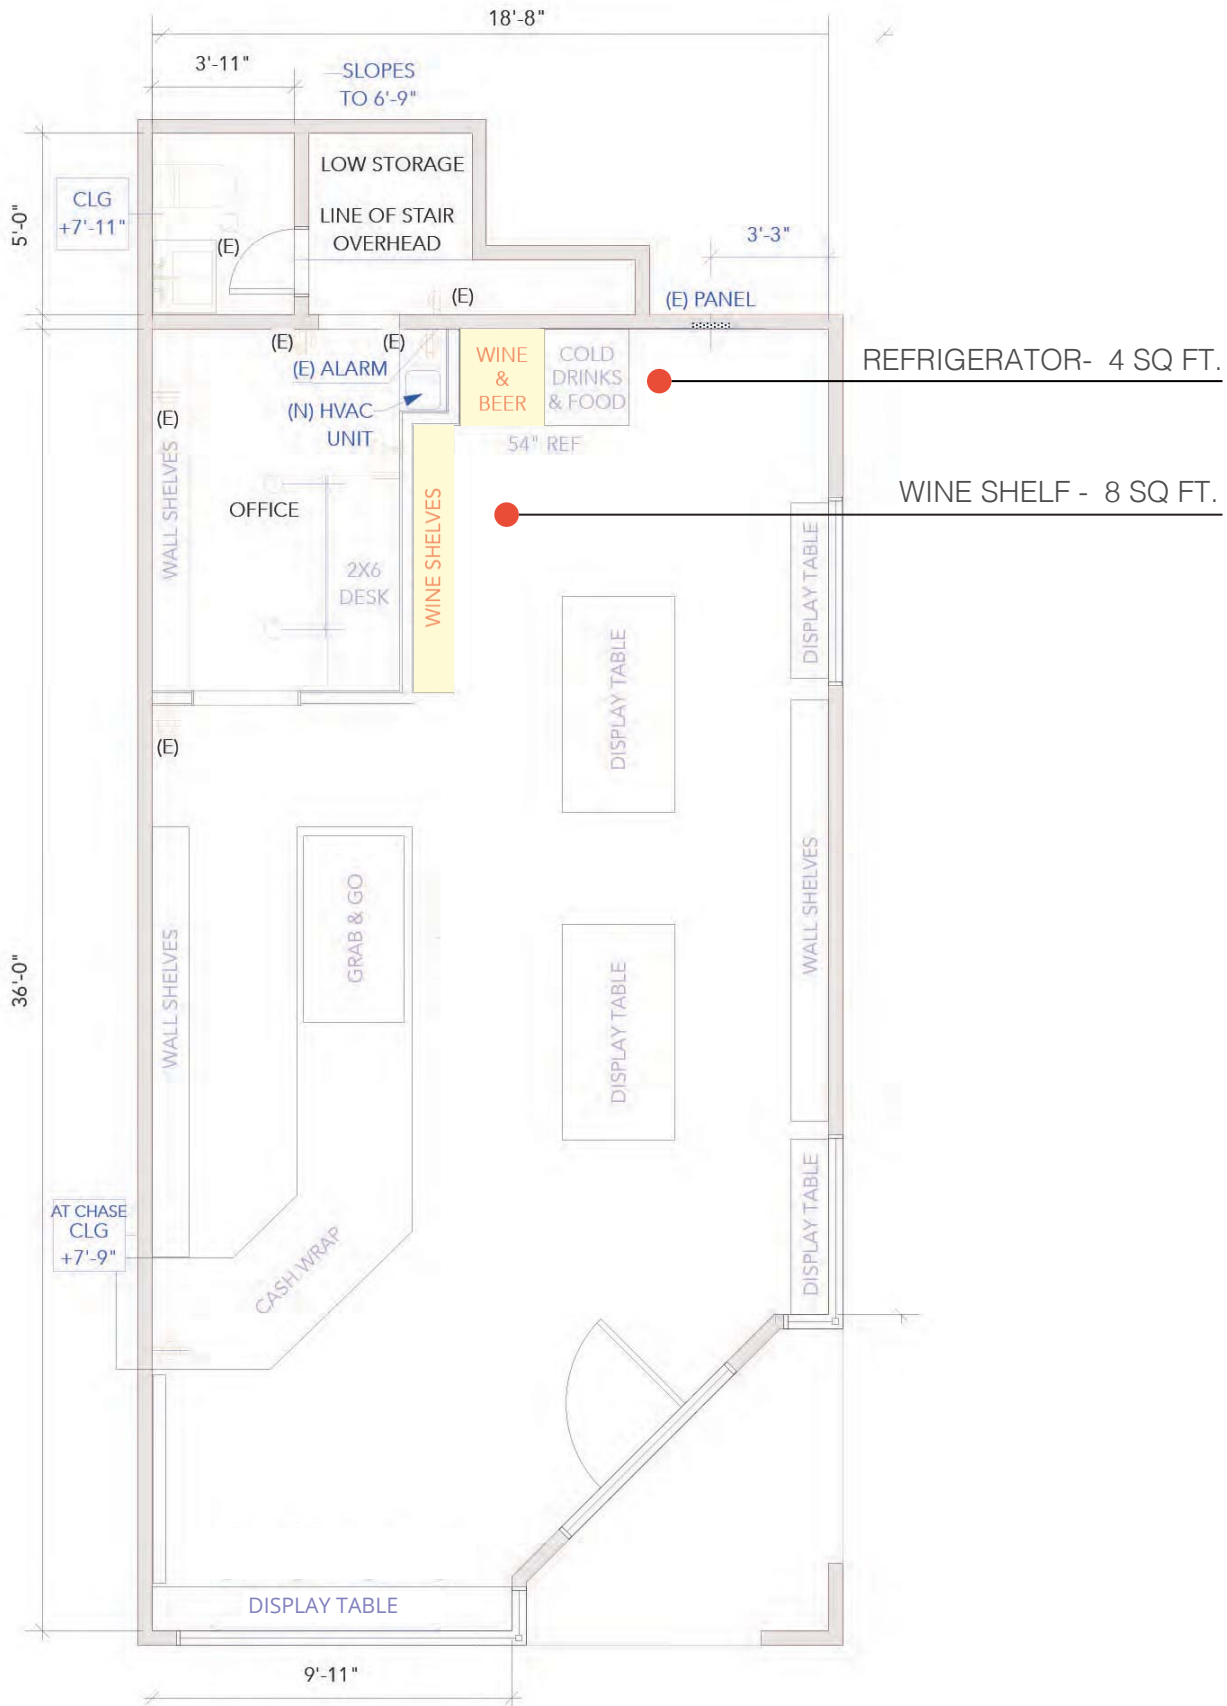 18'-8"
3'-11"
SLOPES
TO 6'-9"
LOW STORAGE
CLG
+7'-11"
5'-0"
LINE OF STAIR
OVERHEAD
(E)
3'-3"
(E)
(E) PANEL
(E)
(E)
WINE
&
BEER
COLD
DRINKS
& FOOD
REFRIGERATOR- 4 SQ FT.
(E) ALARM
(N) HVAC
UNIT
(E)
54" REF
WALL SHELVES
OFFICE
WINE SHELVES
WINE SHELF - 8 SQ FT.
2X6
DESK
DISPLAY TABLE
DISPLAY TABLE
(E)
GRAB & GO
WALL SHELVES
WALL SHELVES
36'-0"
DISPLAY TABLE
AT CHASE
CLG
+7'-9"
CASH WRAP
DISPLAY TABLE
DISPLAY TABLE
9'-11"